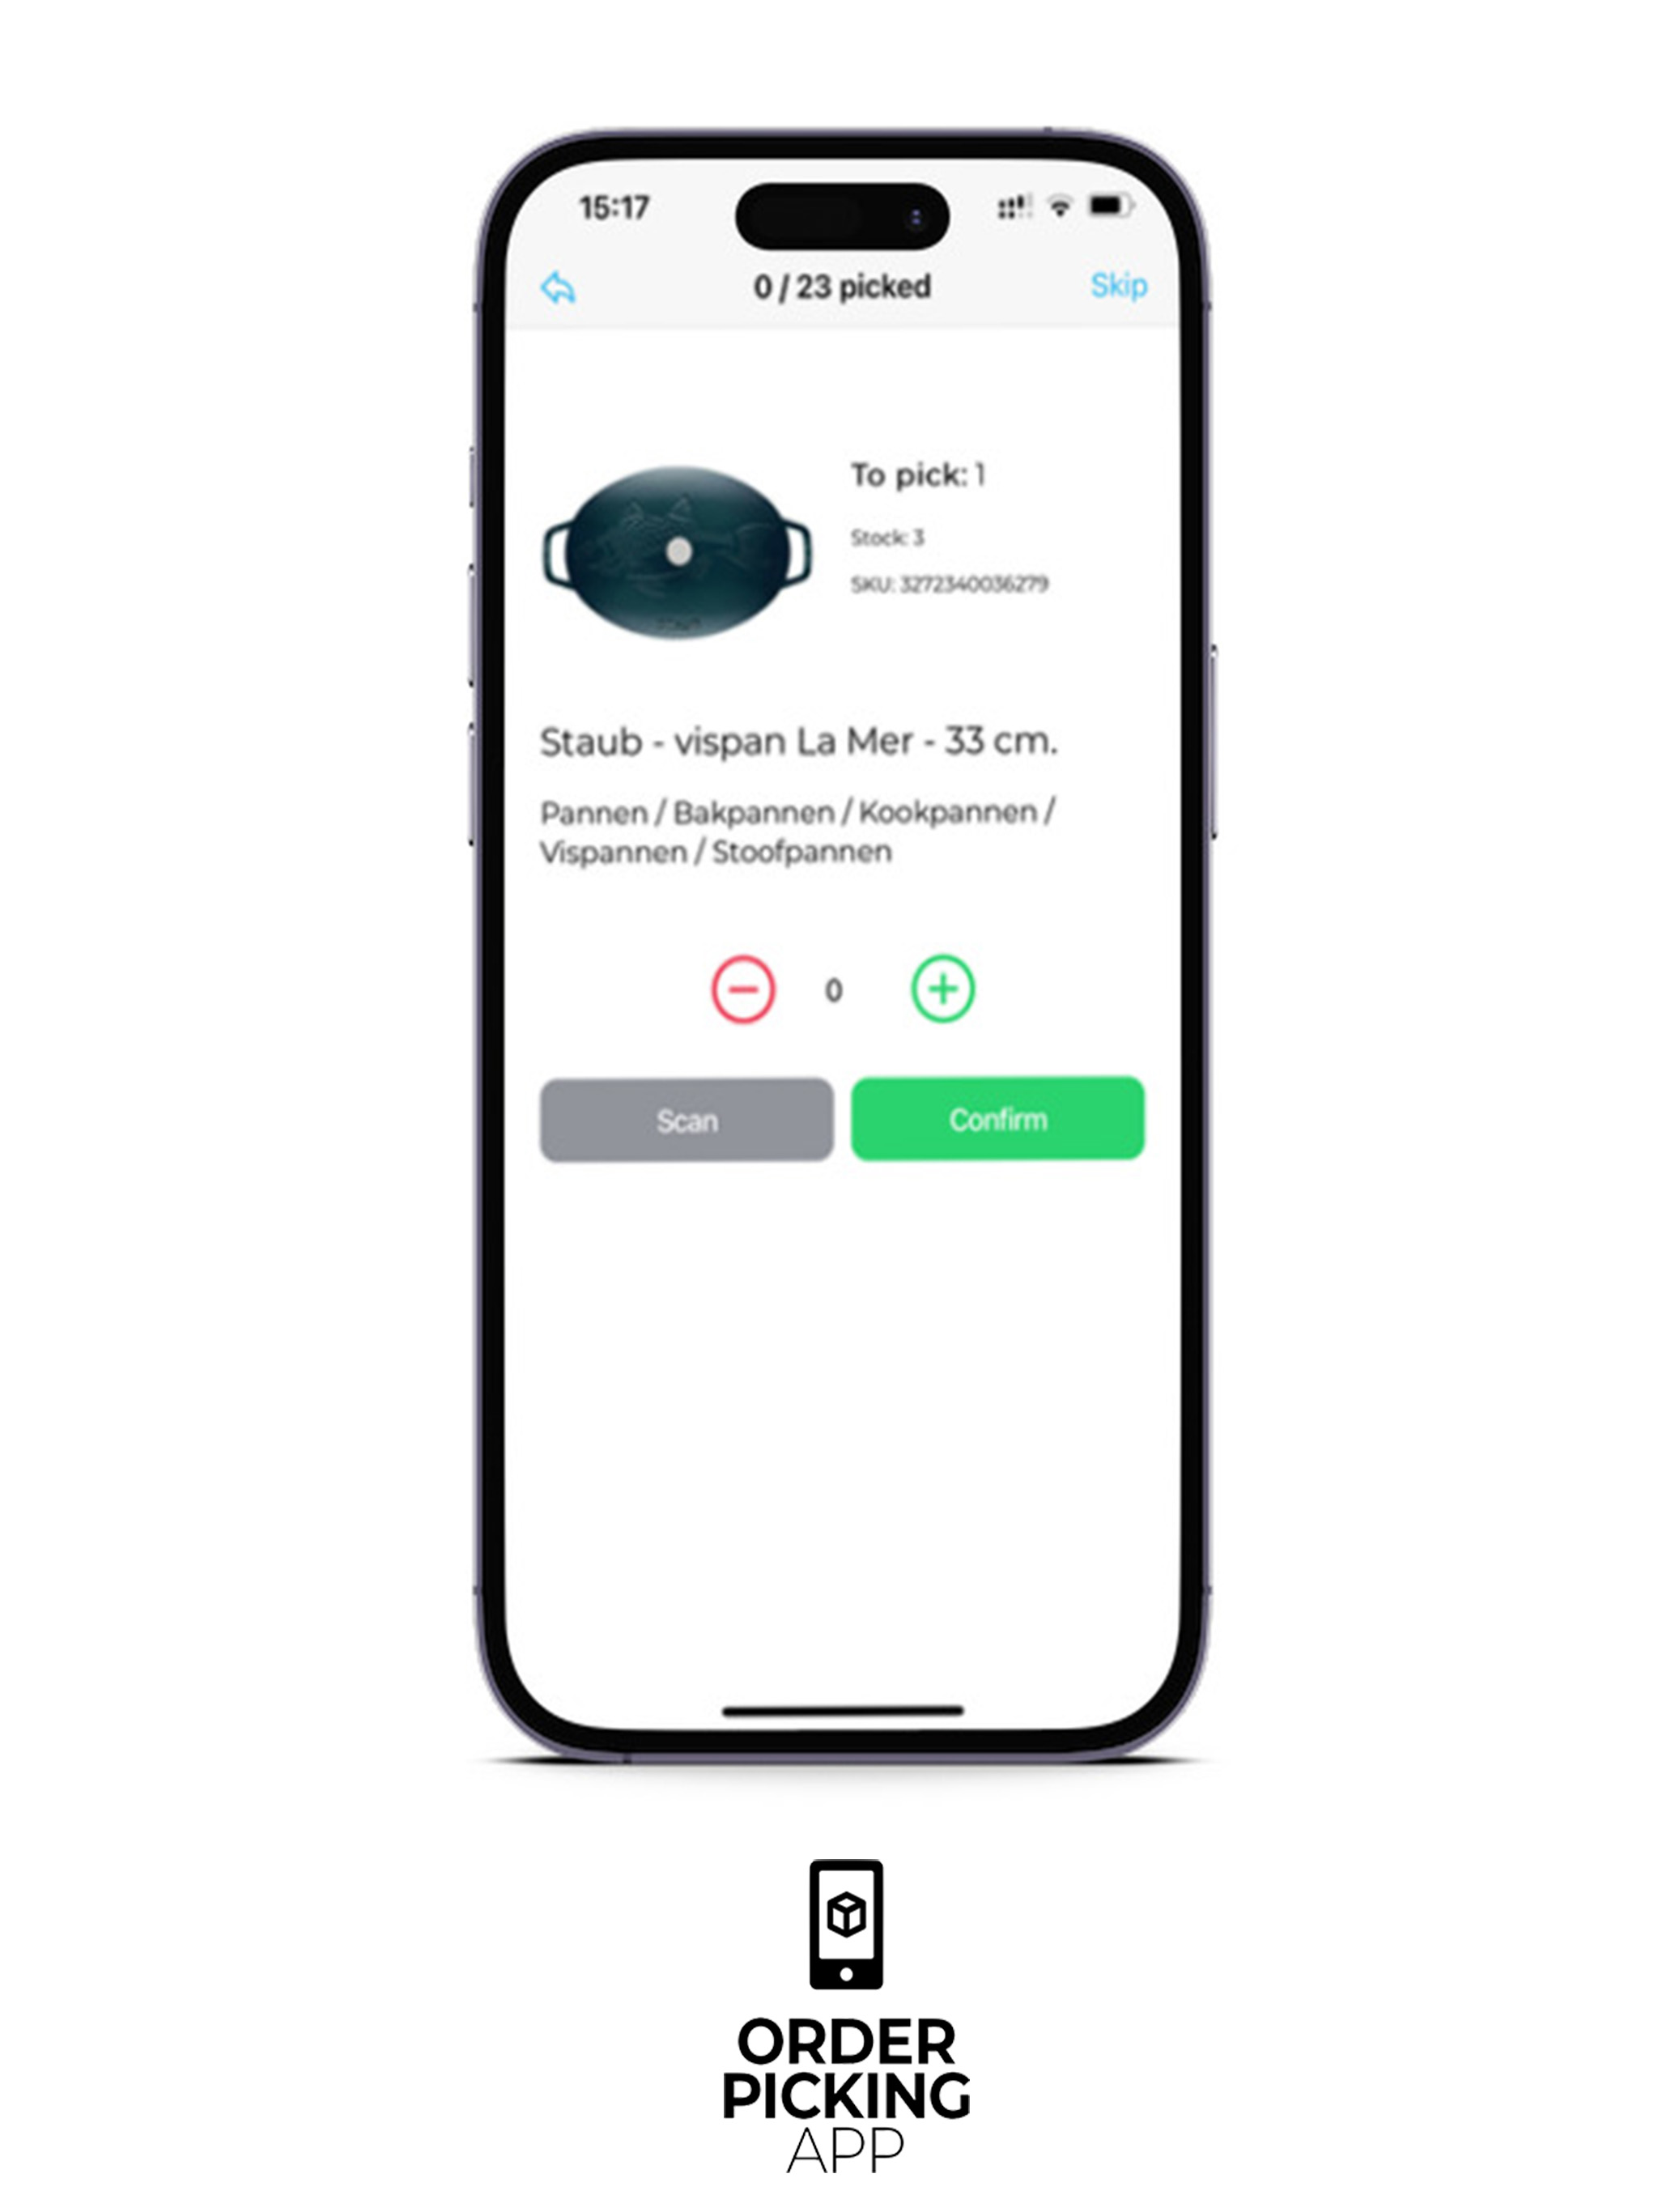 15:17
0 / 23 picked
Skip
To pick: 1
Stock: 3
SKU: 3272340036279
Staub - vispan La Mer - 33 cm.
Pannen / Bakpannen / Kookpannen /
Vispannen / Stoofpannen
0
Scan
Confirm
ORDER
PICKING
APP